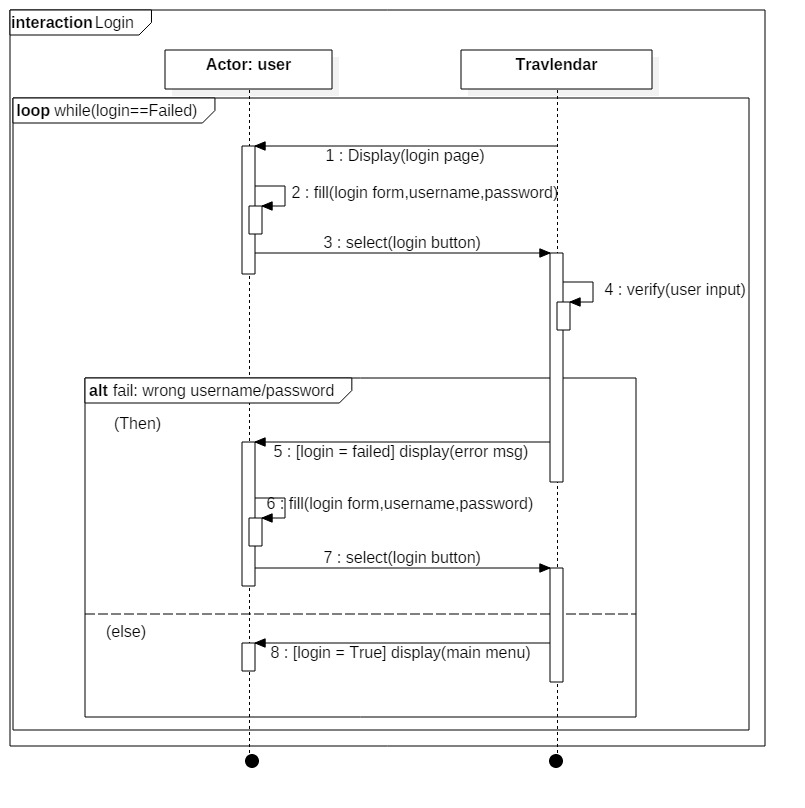 interaction Login
Actor: user
Travlendar
loop while(login==Failed)
1 : Display(login page)
2 : fill(login form,username,password)
3 : select(login button)
4 : verify(user input)
alt fail: wrong username/password
(Then)
5 : [login = failed] display(error msg)
6 : fill(login form,username,password)
7 : select(login button)
(else)
8 : [login = True] display(main menu)